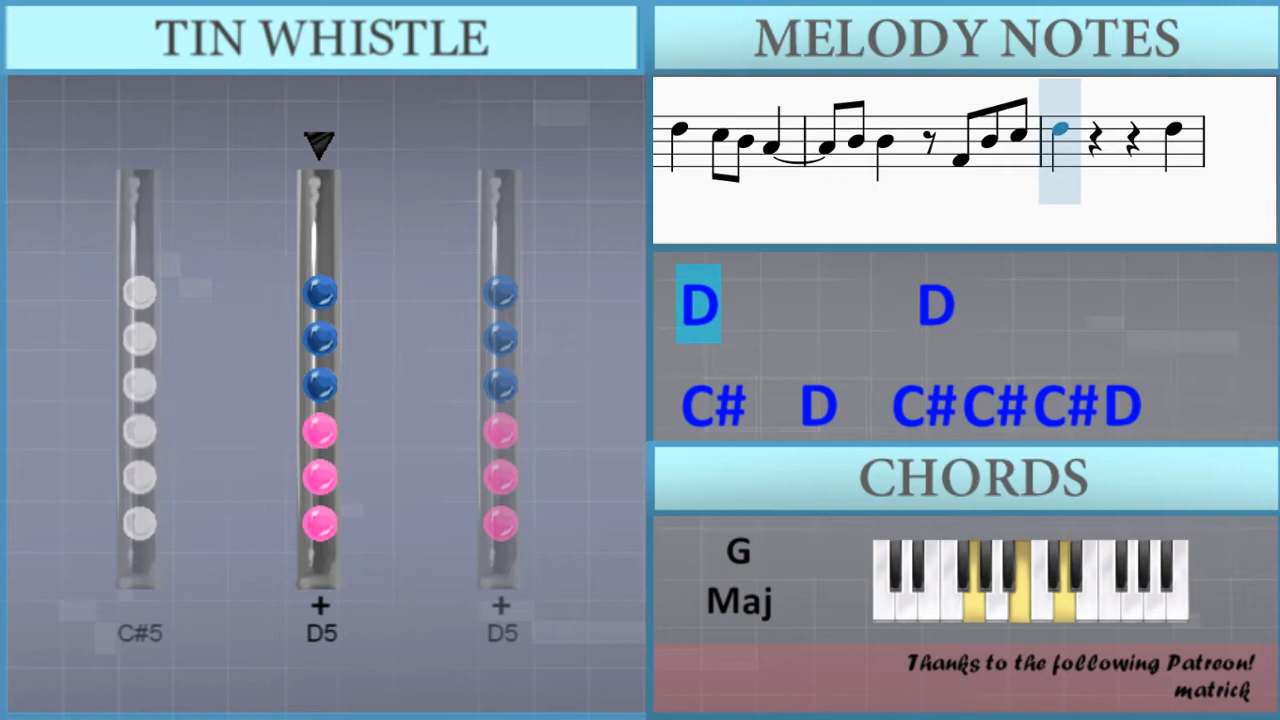 TIN WHISTLE
C#5
+
D5
+
D5
MELODY NOTES
D D
C# D C# C# C# D
CHORDS
G
Maj
Thanks to the following Patreon!
matrick